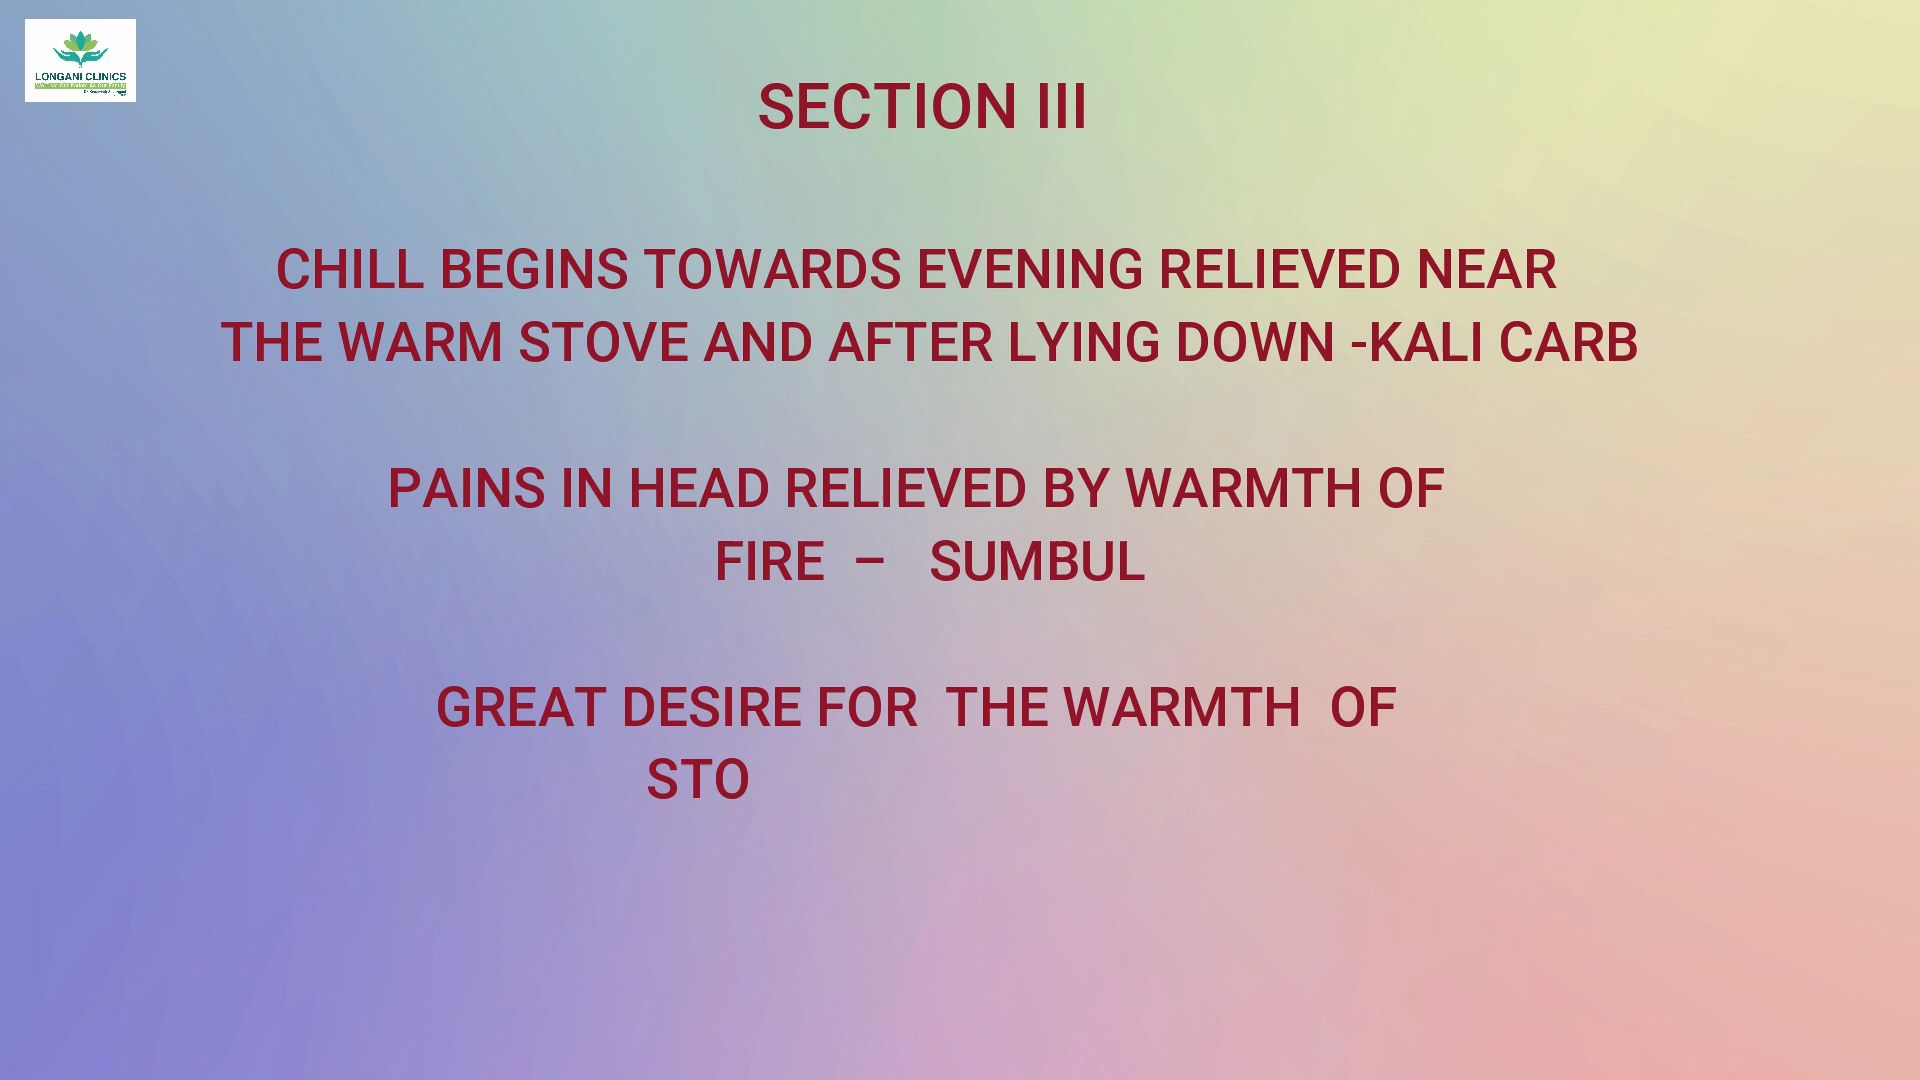 LONGANI CLINICS
SECTION III
CHILL BEGINS TOWARDS EVENING RELIEVED NEAR
THE WARM STOVE AND AFTER LYING DOWN -KALI CARB
PAINS IN HEAD RELIEVED BY WARMTH OF
FIRE – SUMBUL
GREAT DESIRE FOR THE WARMTH OF
STO